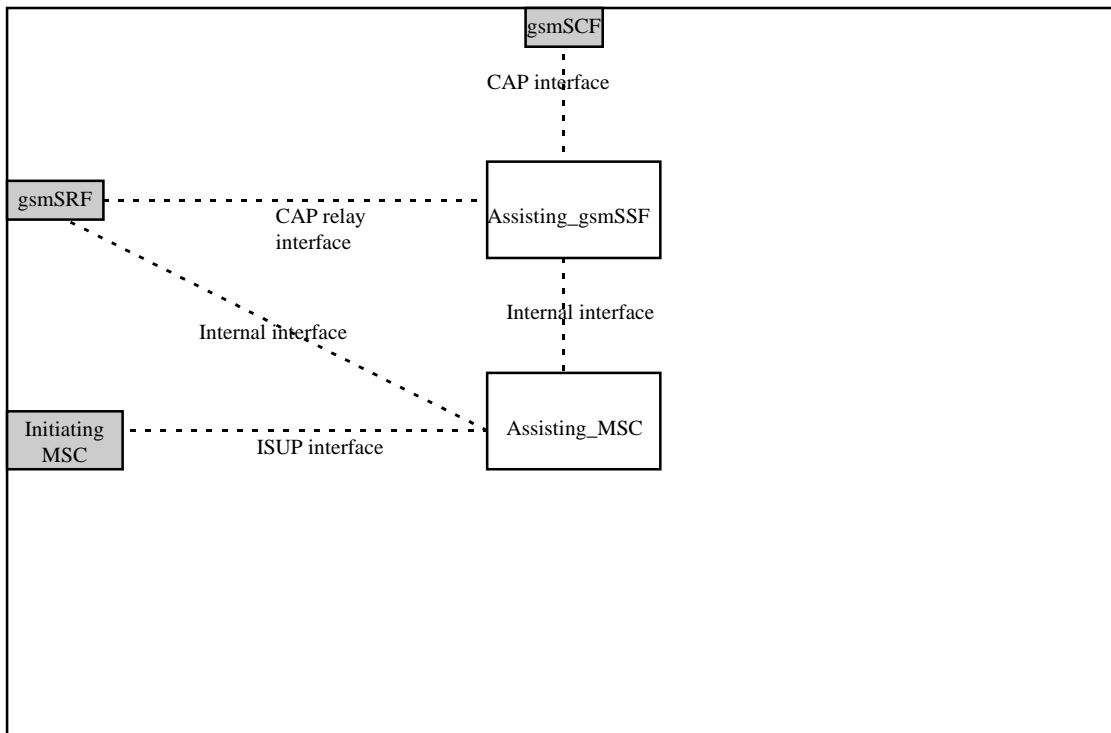 gsmSCF
CAP interface
gsmSRF
CAP relay
interface
Assisting_gsmSSF
Internal interface
Internal interface
Initiating
MSC
ISUP interface
Assisting_MSC